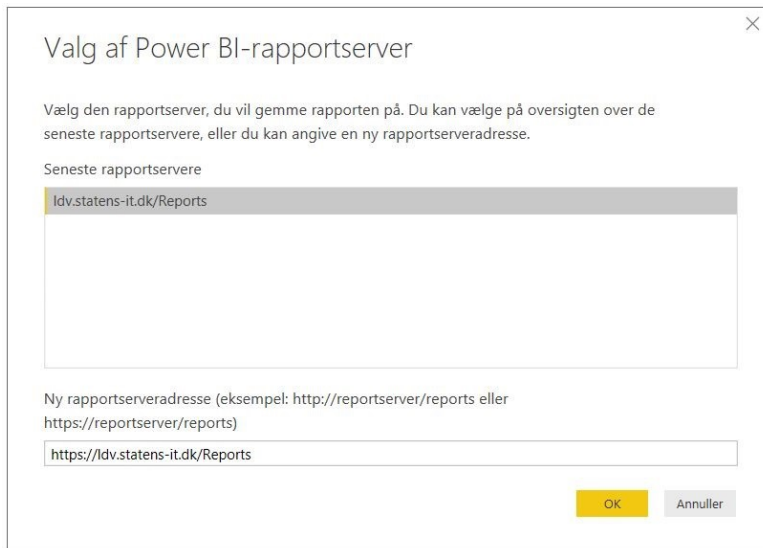 Valg af Power BI-rapportserver
Vælg den rapportserver, du vil gemme rapporten på. Du kan vælge på oversigten over de
seneste rapportservere, eller du kan angive en ny rapportserveradresse.
Seneste rapportservere
ldv.statens-it.dk/Reports
Ny rapportserveradresse (eksempel: http://reportserver/reports eller
https://reportserver/reports)
https://ldv.statens-it.dk/Reports
OK
Annuller